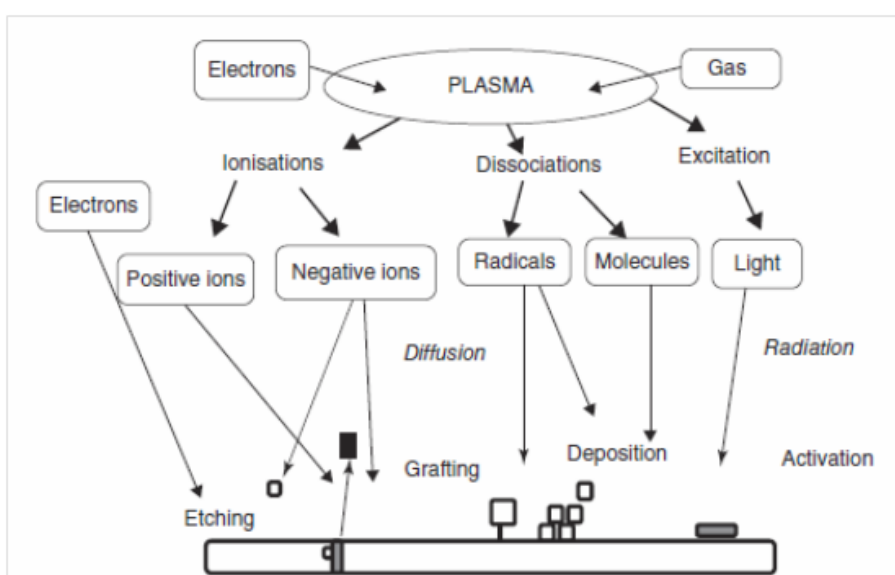 Electrons
PLASMA
Gas
Ionisations
Dissociations
Excitation
Electrons
Positive ions
Negative ions
Radicals
Molecules
Light
Diffusion
Radiation
Grafting
Deposition
Activation
Etching